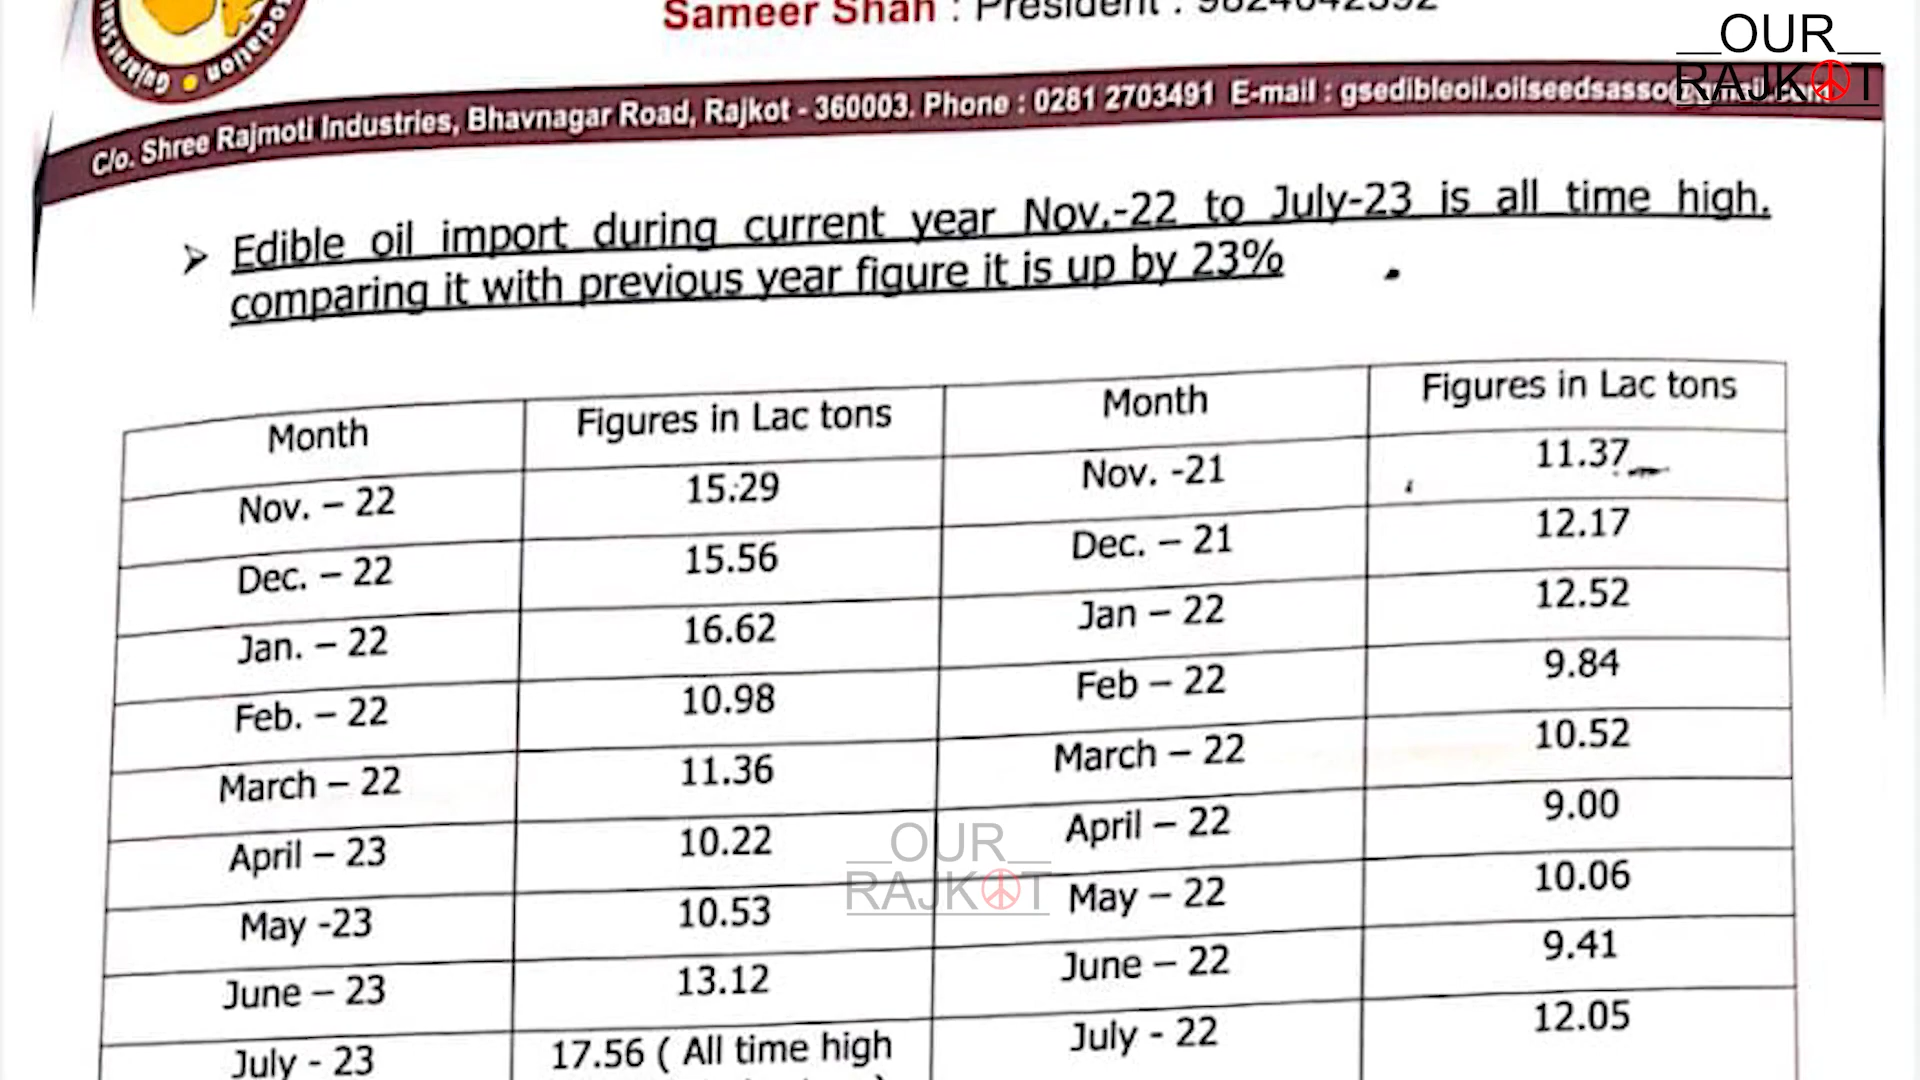 Sameer Shah : President :
OUR
RAJKOT
Gujarat
ociation
C/o. Shree Rajmoti Industries, Bhavnagar Road, Rajkot - 360003. Phone : 0281 2703491 E-mail : gsedibleoil.oilseedsasso
➢ Edible oil import during current year Nov.-22 to July-23 is all time high.
comparing it with previous year figure it is up by 23%
Month Figures in Lac tons Month Figures in Lac tons
Nov. – 22 15.29 Nov. -21 11.37
Dec. – 22 15.56 Dec. – 21 12.17
Jan. – 22 16.62 Jan – 22 12.52
Feb. – 22 10.98 Feb – 22 9.84
March – 22 11.36 March – 22 10.52
April – 23 10.22 April – 22 9.00
May -23 10.53 May – 22 10.06
June – 23 13.12 June – 22 9.41
July - 23 17.56 ( All time high July - 22 12.05
OUR
RAJKOT